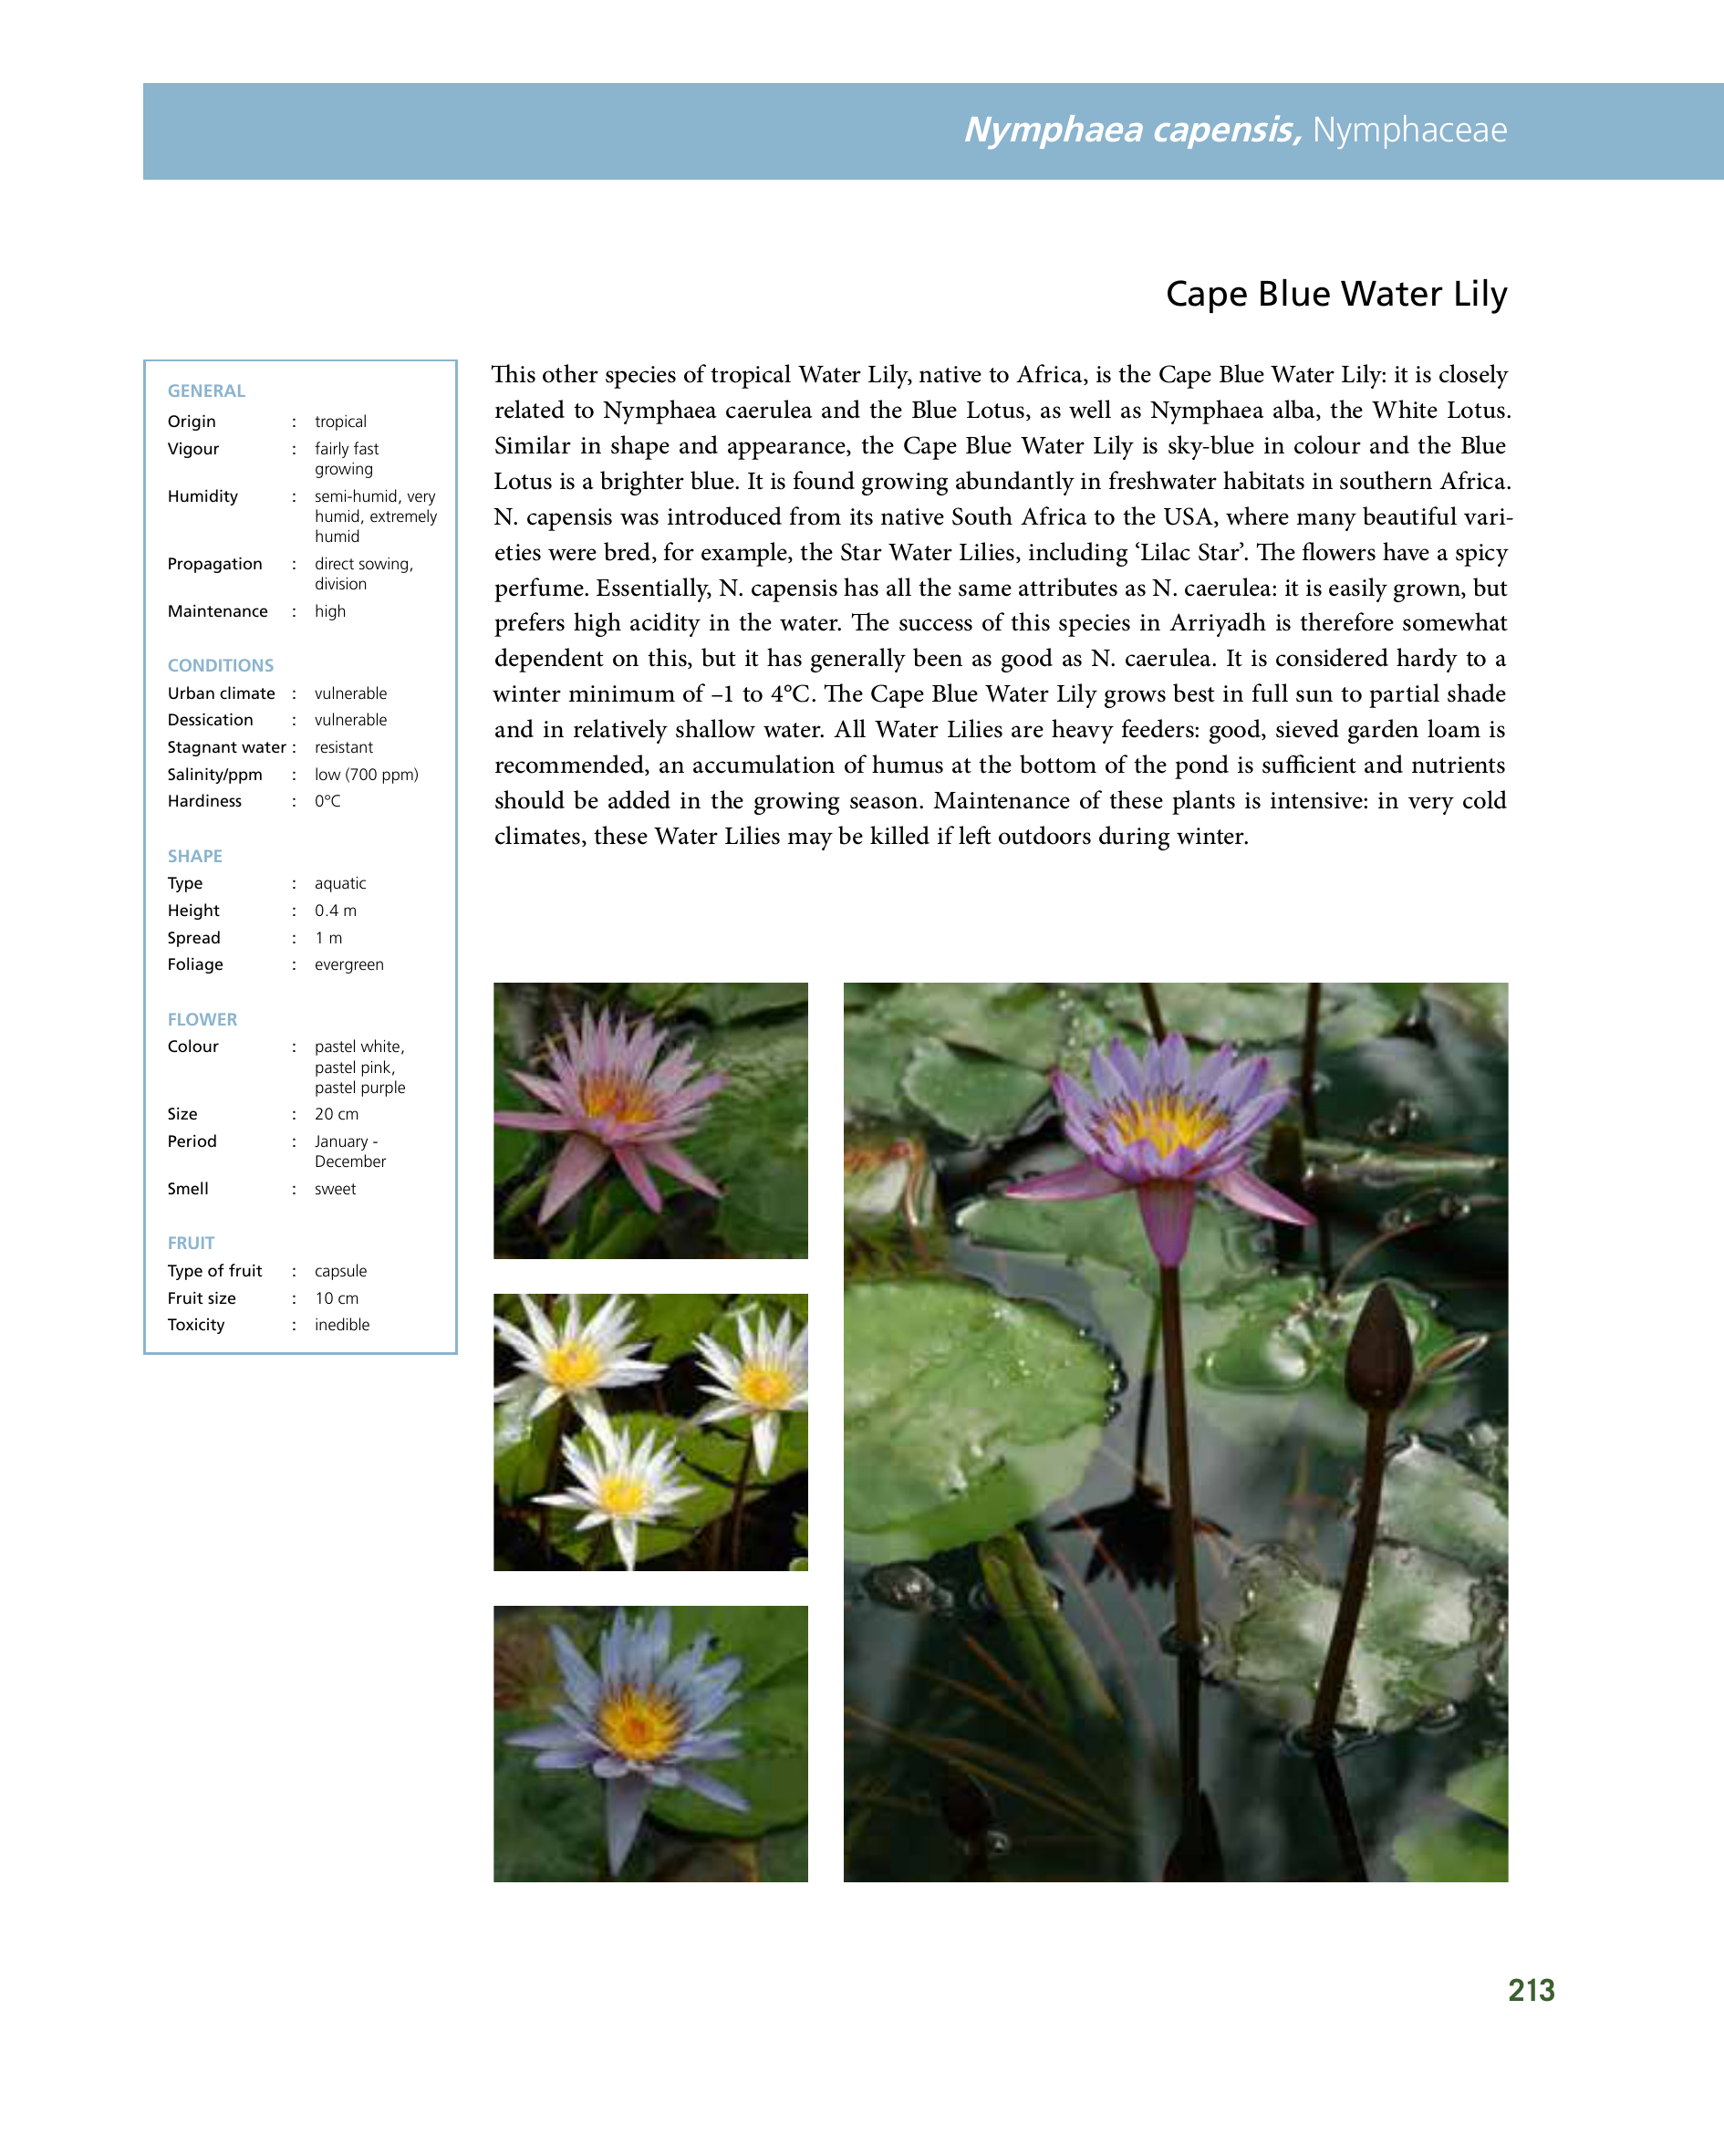 Nymphaea capensis, Nymphaceae
Cape Blue Water Lily
GENERAL
Origin : tropical
Vigour : fairly fast
growing
Humidity : semi-humid, very
humid, extremely
humid
Propagation : direct sowing,
division
Maintenance : high
CONDITIONS
Urban climate : vulnerable
Dessication : vulnerable
Stagnant water : resistant
Salinity/ppm : low (700 ppm)
Hardiness : 0°C
SHAPE
Type : aquatic
Height : 0.4 m
Spread : 1 m
Foliage : evergreen
FLOWER
Colour : pastel white,
pastel pink,
pastel purple
Size : 20 cm
Period : January -
December
Smell : sweet
FRUIT
Type of fruit : capsule
Fruit size : 10 cm
Toxicity : inedible
This other species of tropical Water Lily, native to Africa, is the Cape Blue Water Lily: it is closely
related to Nymphaea caerulea and the Blue Lotus, as well as Nymphaea alba, the White Lotus.
Similar in shape and appearance, the Cape Blue Water Lily is sky-blue in colour and the Blue
Lotus is a brighter blue. It is found growing abundantly in freshwater habitats in southern Africa.
N. capensis was introduced from its native South Africa to the USA, where many beautiful vari-
eties were bred, for example, the Star Water Lilies, including ‘Lilac Star’. The flowers have a spicy
perfume. Essentially, N. capensis has all the same attributes as N. caerulea: it is easily grown, but
prefers high acidity in the water. The success of this species in Arriyadh is therefore somewhat
dependent on this, but it has generally been as good as N. caerulea. It is considered hardy to a
winter minimum of –1 to 4°C. The Cape Blue Water Lily grows best in full sun to partial shade
and in relatively shallow water. All Water Lilies are heavy feeders: good, sieved garden loam is
recommended, an accumulation of humus at the bottom of the pond is sufficient and nutrients
should be added in the growing season. Maintenance of these plants is intensive: in very cold
climates, these Water Lilies may be killed if left outdoors during winter.
213